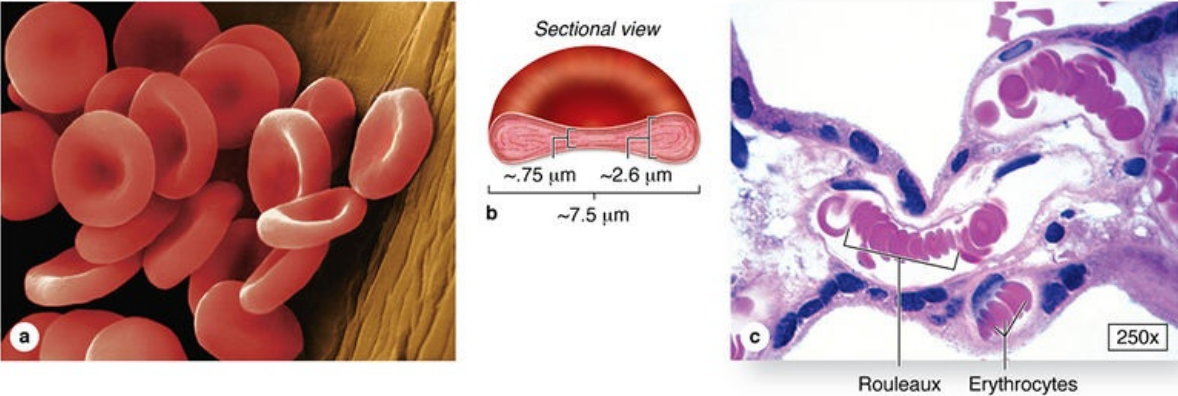 a
Sectional view
~.75 μm ~2.6 μm
b
~7.5 μm
c
250x
Rouleaux Erythrocytes